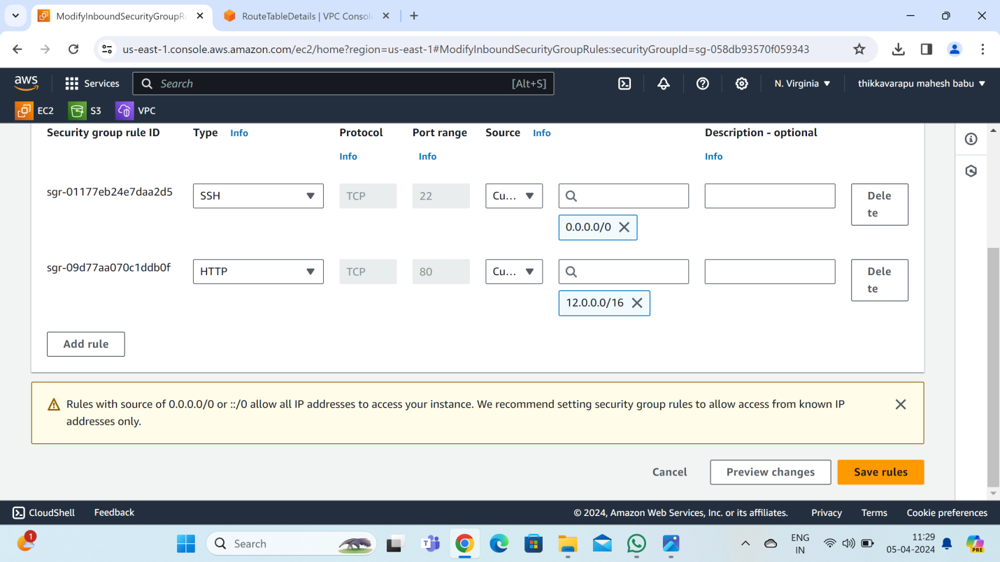 ModifyInboundSecurityGroupR
RouteTableDetails | VPC Consol
us-east-1.console.aws.amazon.com/ec2/home?region=us-east-1#ModifyInboundSecurityGroupRules:securityGroupId=sg-058db93570f059343
aws
Services
Search
[Alt+S]
N. Virginia
thikkavarapu mahesh babu
EC2
S3
VPC
Security group rule ID
Type Info
Protocol
Info
Port range
Info
Source Info
Description - optional
Info
sgr-01177eb24e7daa2d5
SSH
TCP
22
Cu...
0.0.0.0/0
Dele
te
sgr-09d77aa070c1ddb0f
HTTP
TCP
80
Cu...
12.0.0.0/16
Dele
te
Add rule
Rules with source of 0.0.0.0/0 or ::/0 allow all IP addresses to access your instance. We recommend setting security group rules to allow access from known IP
addresses only.
Cancel
Preview changes
Save rules
CloudShell
Feedback
© 2024, Amazon Web Services, Inc. or its affiliates.
Privacy
Terms
Cookie preferences
1
Search
ENG
IN
11:29
05-04-2024
PRE